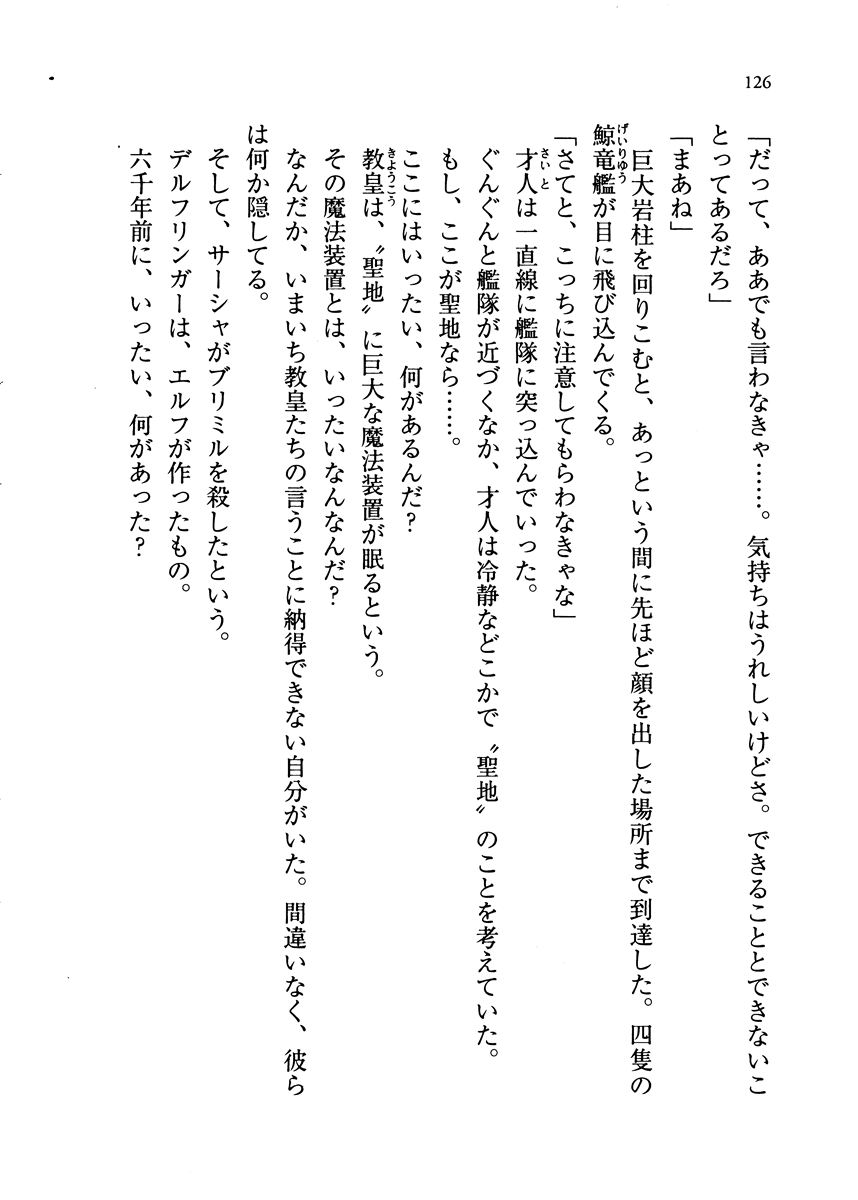 126
「だって、ああでも言わなきゃ……。気持ちはうれしいけどさ。できることとできないこ
とってあるだろ」
「まあね」
巨大岩柱を回りこむと、あっという間に先ほど顔を出した場所まで到達した。四隻の
鯨竜艦が目に飛び込んでくる。
「さてと、こっちに注意してもらわなきゃな」
才人は一直線に艦隊に突っ込んでいった。
ぐんぐんと艦隊が近づくなか、才人は冷静などこかで〝聖地〟のことを考えていた。
もし、ここが聖地なら……。
ここにはいったい、何があるんだ？
教皇は、〝聖地〟に巨大な魔法装置が眠るという。
その魔法装置とは、いったいなんなんだ？
なんだか、いまいち教皇たちの言うことに納得できない自分がいた。間違いなく、彼ら
は何か隠してる。
そして、サーシャがブリミルを殺したという。
デルフリンガーは、エルフが作ったもの。
六千年前に、いったい、何があった？